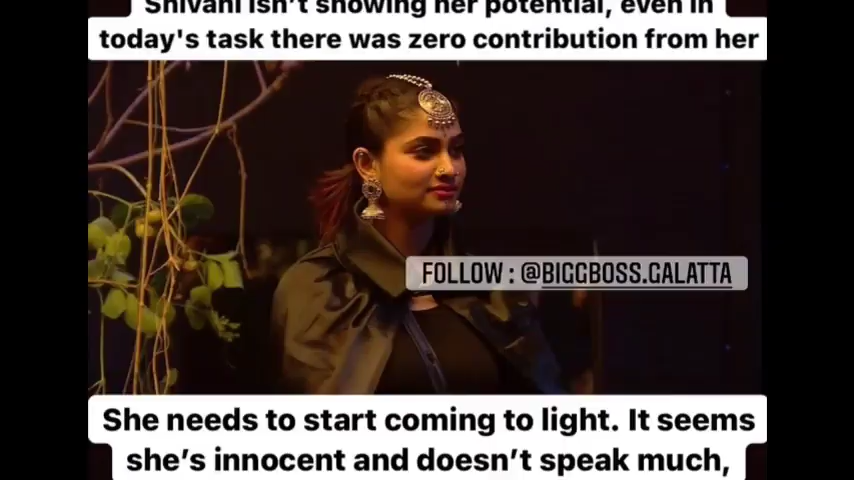 Shivani isn't showing her potential, even in
today's task there was zero contribution from her
FOLLOW : @BIGGBOSS.GALATTA
She needs to start coming to light. It seems
she's innocent and doesn't speak much,